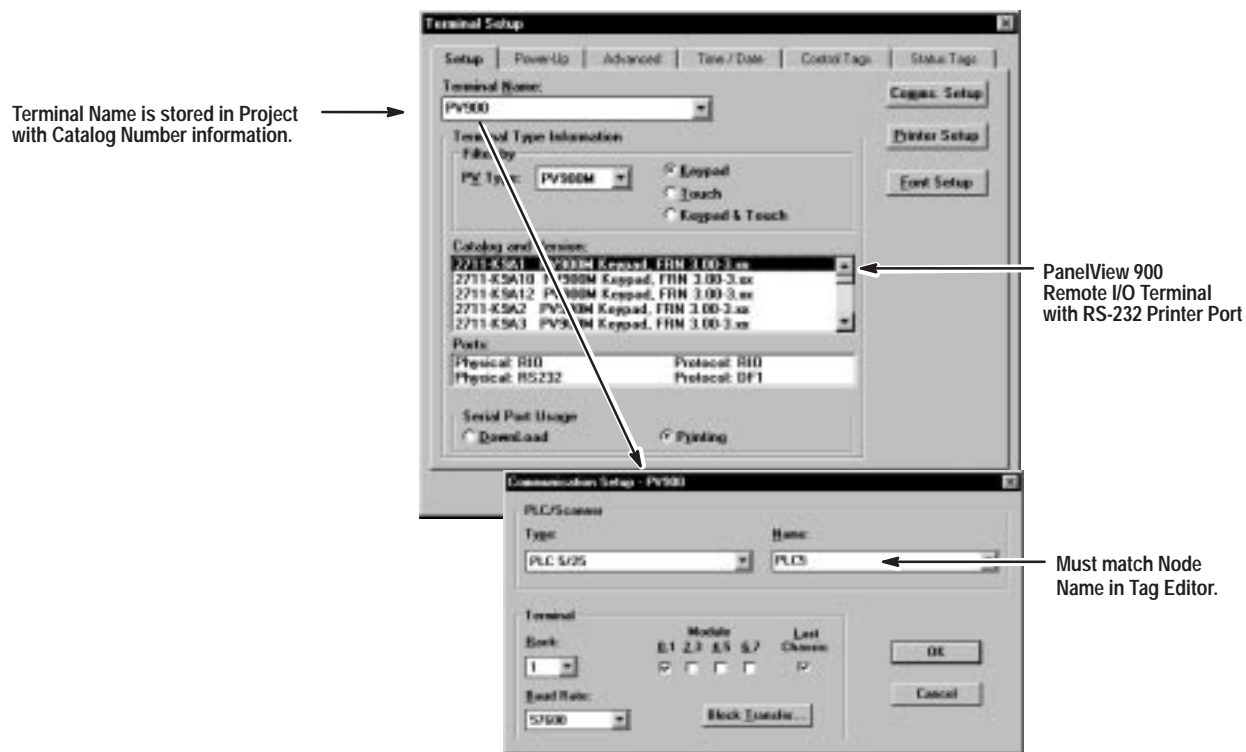 Terminal Setup
Setup Power-Up Advanced Time / Date Control Tags Status Tags
Terminal Name:
PV900
Comms. Setup
Printer Setup
Font Setup
Terminal Name is stored in Project
with Catalog Number information.
Terminal Type Information
Filter by
PV Type: PV900M
Keypad
Touch
Keypad & Touch
Catalog and Version:
2711-K9A1 PV900M Keypad, FRN 3.00-3.xx
2711-K9A10 PV900M Keypad, FRN 3.00-3.xx
2711-K9A12 PV900M Keypad, FRN 3.00-3.xx
2711-K9A2 PV900M Keypad, FRN 3.00-3.xx
2711-K9A3 PV900M Keypad, FRN 3.00-3.xx
PanelView 900
Remote I/O Terminal
with RS-232 Printer Port
Ports:
Physical: RIO Protocol: RIO
Physical: RS232 Protocol: DF1
Serial Port Usage
DownLoad Printing
Communication Setup - PV900
PLC/Scanner
Type: Name:
PLC 5/25 PLC5
Must match Node
Name in Tag Editor.
Terminal
Rack: Module Last
0,1 2,3 4,5 6,7 Chassis
1
Baud Rate:
57600
Block Transfer...
OK
Cancel